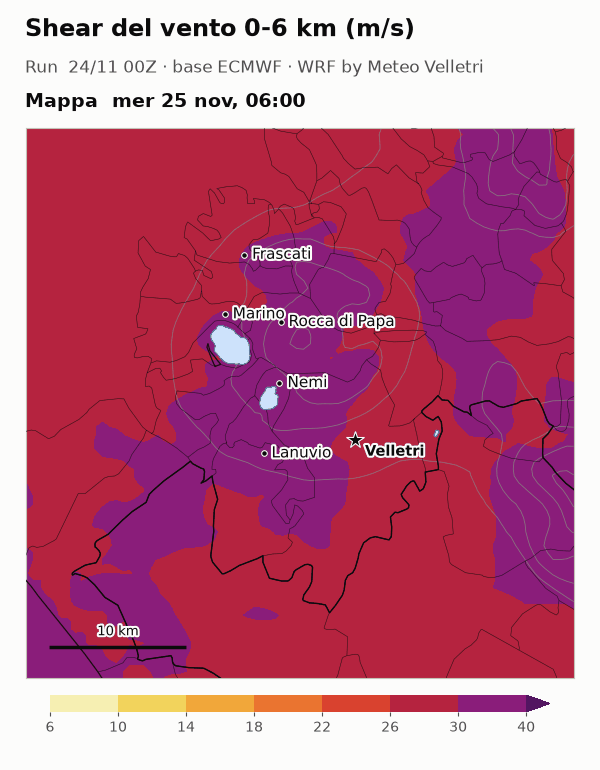 Shear del vento 0-6 km (m/s)
Run  24/11 00Z · base ECMWF · WRF by Meteo Velletri
Mappa  mer 25 nov, 06:00
Frascati
Marino
Rocca di Papa
Nemi
Velletri
Lanuvio
10 km
6 10 14 18 22 26 30 40